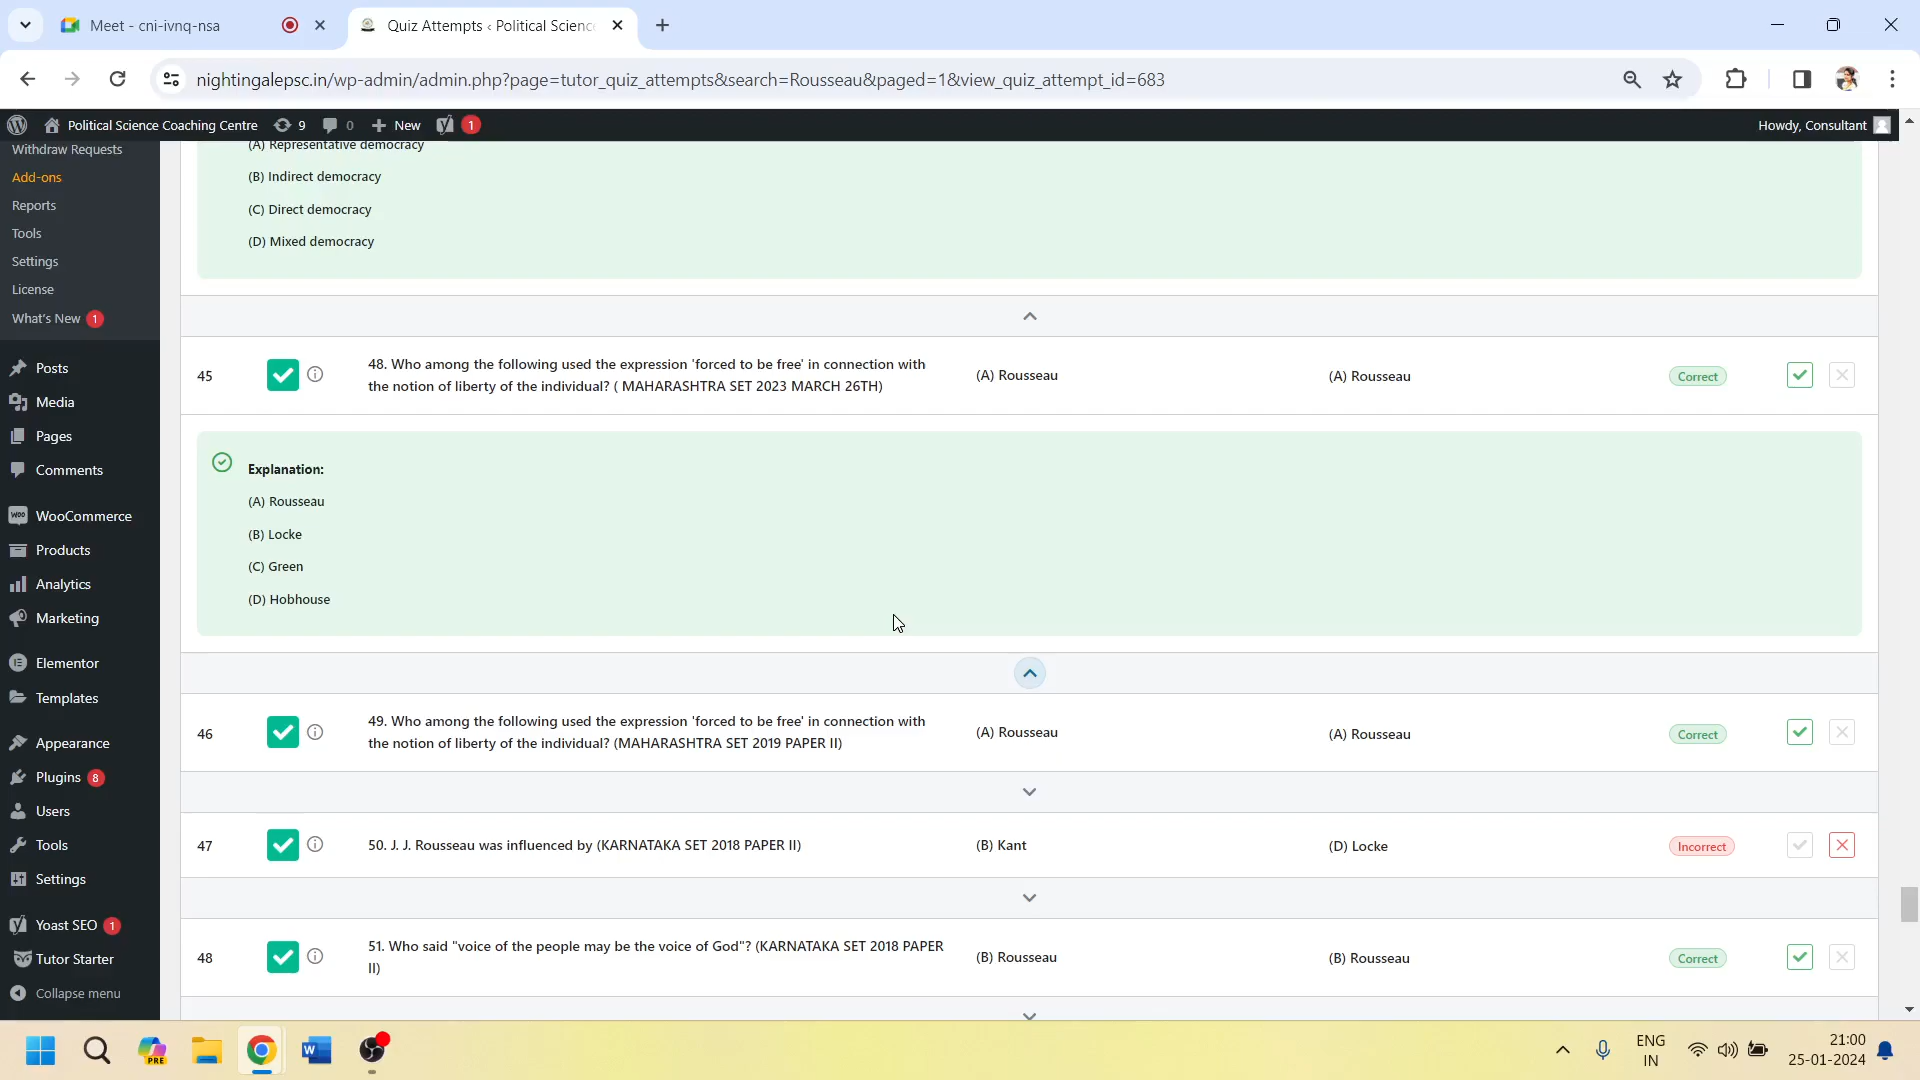 Meet - cni-ivnq-nsa
Quiz Attempts ‹ Political Science
nightingalepsc.in/wp-admin/admin.php?page=tutor_quiz_attempts&search=Rousseau&paged=1&view_quiz_attempt_id=683
Political Science Coaching Centre 9 0 New 1 Howdy, Consultant
Withdraw Requests
Add-ons
Reports
Tools
Settings
License
What's New 1
Posts
Media
Pages
Comments
WooCommerce
Products
Analytics
Marketing
Elementor
Templates
Appearance
Plugins 8
Users
Tools
Settings
Yoast SEO 1
Tutor Starter
Collapse menu
(A) Representative democracy
(B) Indirect democracy
(C) Direct democracy
(D) Mixed democracy
45 48. Who among the following used the expression 'forced to be free' in connection with
the notion of liberty of the individual? ( MAHARASHTRA SET 2023 MARCH 26TH)
(A) Rousseau (A) Rousseau Correct
Explanation:
(A) Rousseau
(B) Locke
(C) Green
(D) Hobhouse
46 49. Who among the following used the expression 'forced to be free' in connection with
the notion of liberty of the individual? (MAHARASHTRA SET 2019 PAPER II)
(A) Rousseau (A) Rousseau Correct
47 50. J. J. Rousseau was influenced by (KARNATAKA SET 2018 PAPER II) (B) Kant (D) Locke Incorrect
48 51. Who said "voice of the people may be the voice of God"? (KARNATAKA SET 2018 PAPER
II)
(B) Rousseau (B) Rousseau Correct
PRE
ENG
IN
21:00
25-01-2024